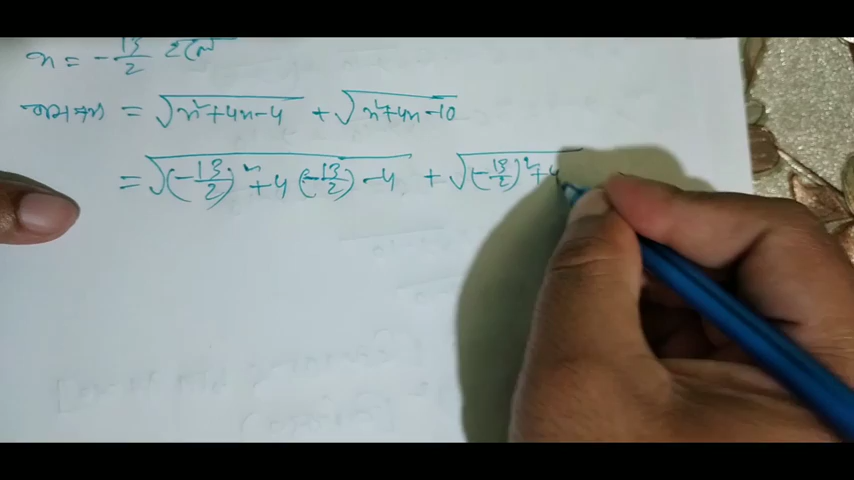 x = -13/2 হলে
বামপক্ষ = √(x²+4x-4) + √(x²+4x-10)
= √((-13/2)²+4(-13/2)-4) + √((-13/2)²+4